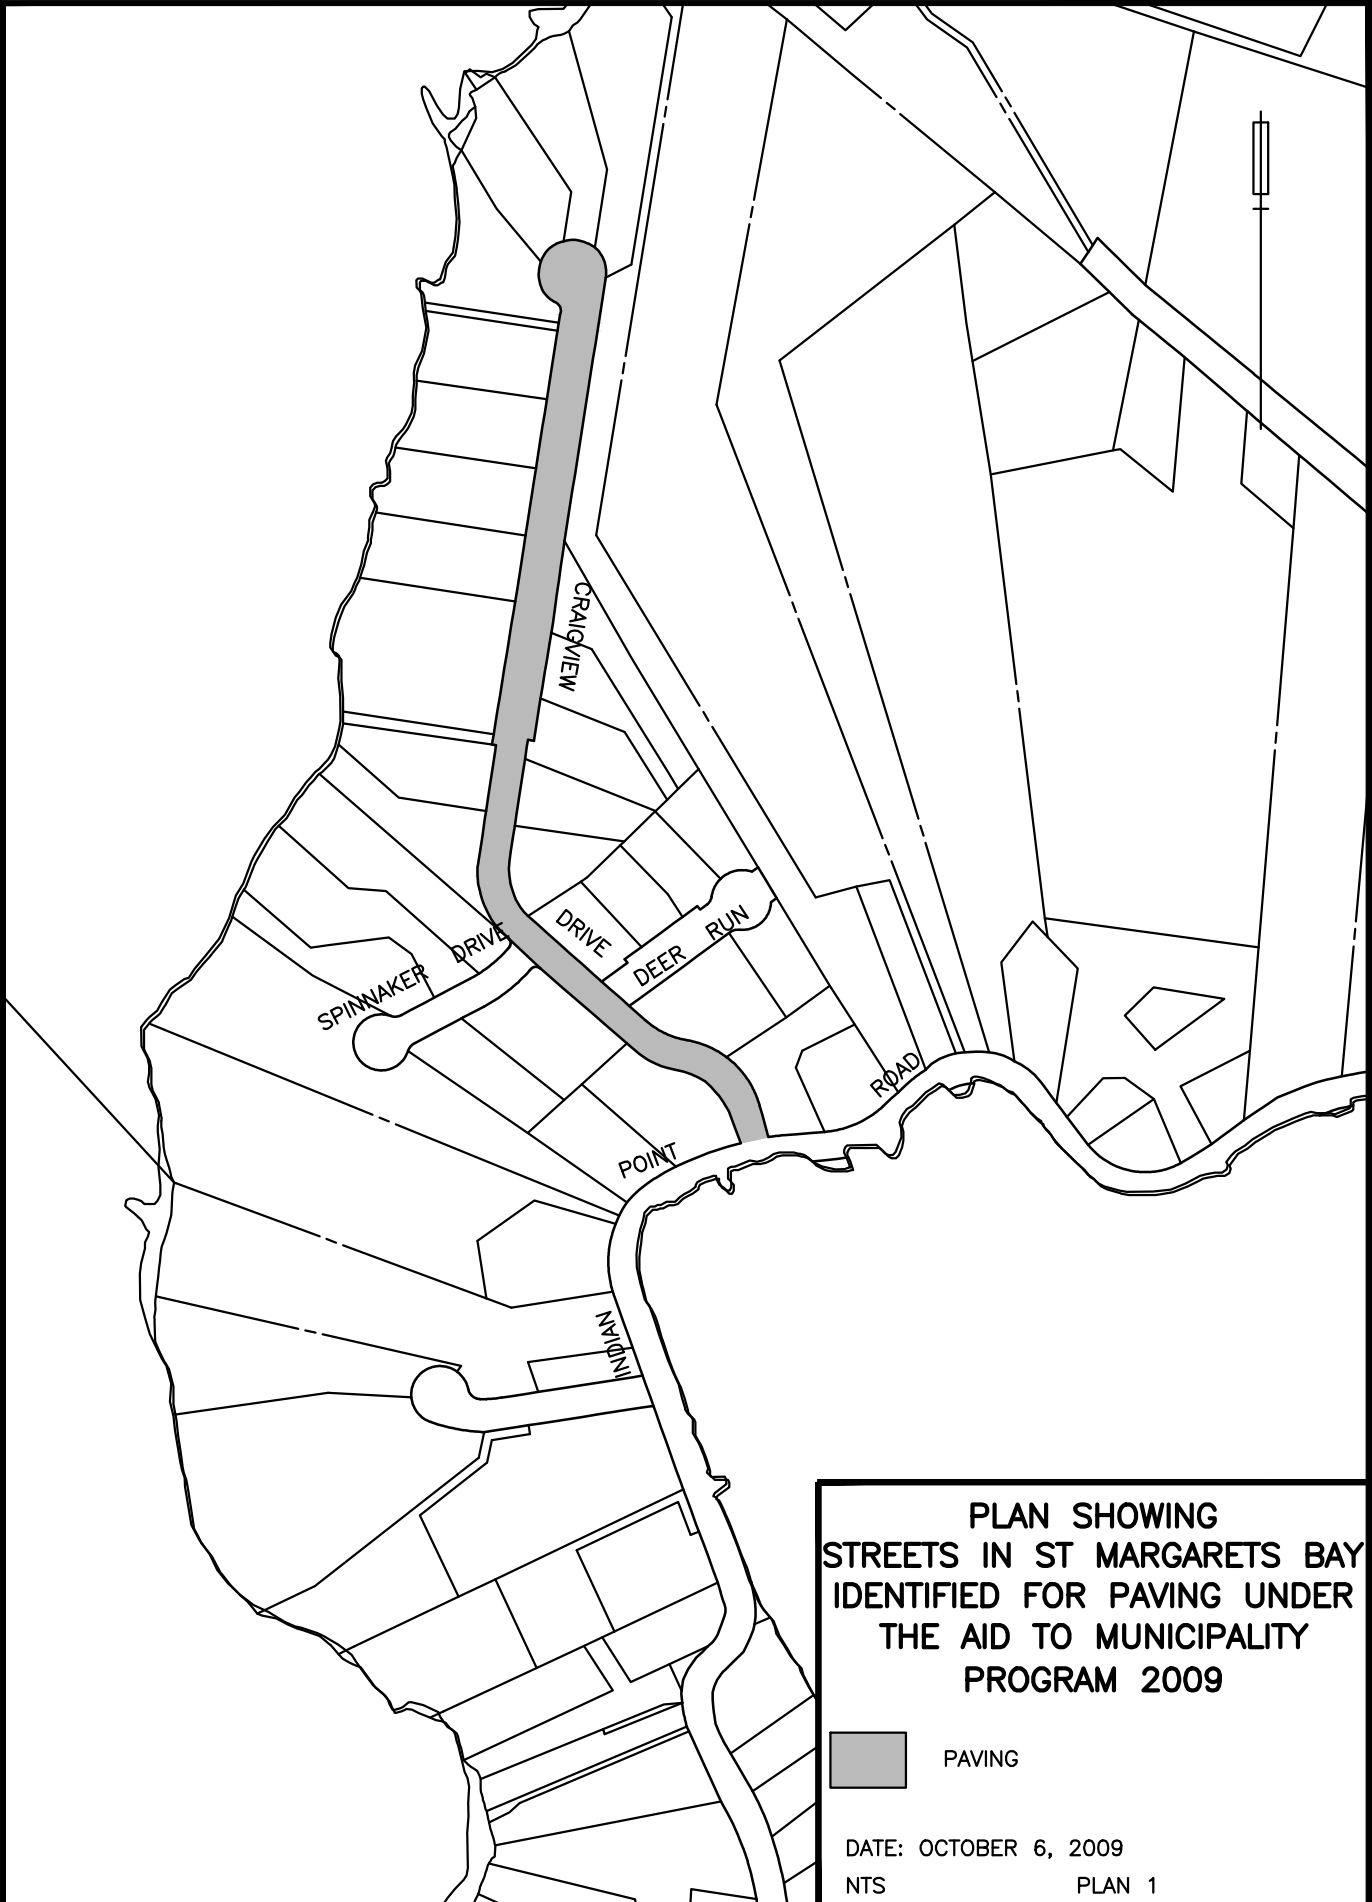 CRAIGVIEW
DRIVE
DEER RUN
SPINNAKER DRIVE
INDIAN
POINT
ROAD
PLAN SHOWING
STREETS IN ST MARGARETS BAY
IDENTIFIED FOR PAVING UNDER
THE AID TO MUNICIPALITY
PROGRAM 2009
PAVING
DATE: OCTOBER 6, 2009
NTS PLAN 1